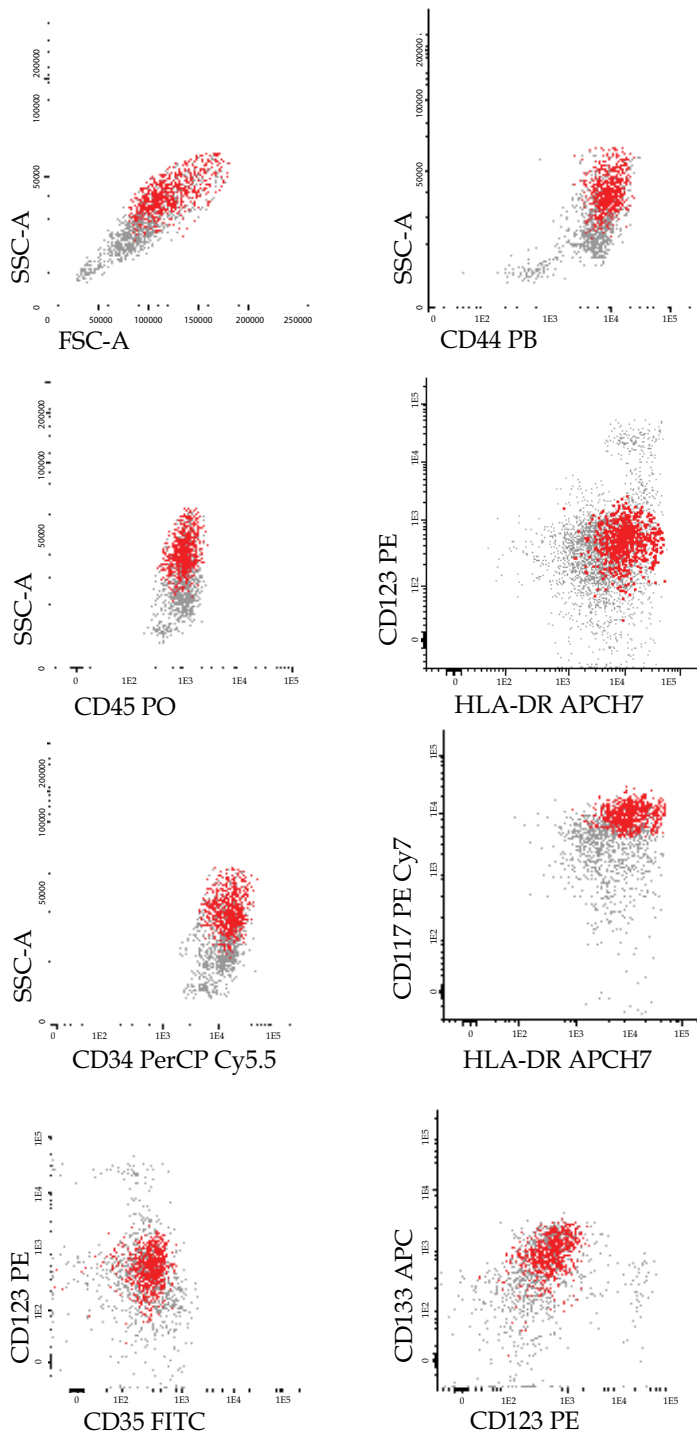 SSC-A
200000
100000
50000
0
0 50000 100000 150000 200000 250000
FSC-A
SSC-A
200000
100000
50000
0
0 1E2 1E3 1E4 1E5
CD44 PB
SSC-A
200000
100000
50000
0
0 1E2 1E3 1E4 1E5
CD45 PO
CD123 PE
1E5
1E4
1E3
1E2
0
0 1E2 1E3 1E4 1E5
HLA-DR APCH7
SSC-A
200000
100000
50000
0
0 1E2 1E3 1E4 1E5
CD34 PerCP Cy5.5
CD117 PE Cy7
1E5
1E4
1E3
1E2
0
0 1E2 1E3 1E4 1E5
HLA-DR APCH7
CD123 PE
1E5
1E4
1E3
1E2
0
0 1E2 1E3 1E4 1E5
CD35 FITC
CD133 APC
1E5
1E4
1E3
1E2
0
0 1E2 1E3 1E4 1E5
CD123 PE